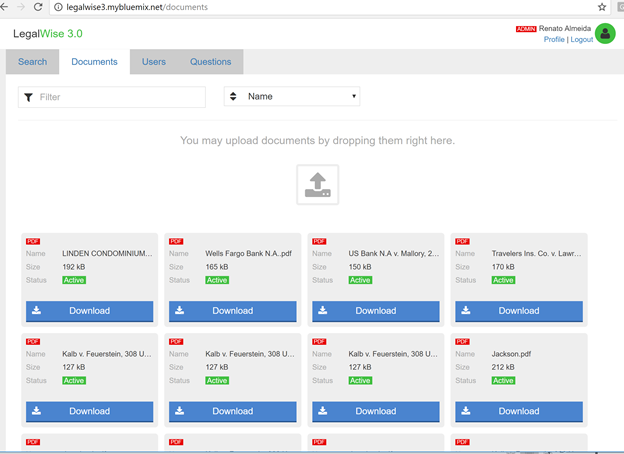 legalwise3.mybluemix.net/documents
LegalWise 3.0
ADMIN Renato Almeida
Profile | Logout
Search Documents Users Questions
Filter Name
You may upload documents by dropping them right here.
PDF PDF PDF PDF
Name LINDEN CONDOMINIUM... Name Wells Fargo Bank N.A..pdf Name US Bank N.A v. Mallory, 2... Name Travelers Ins. Co. v. Lawr...
Size 192 kB Size 165 kB Size 150 kB Size 170 kB
Status Active Status Active Status Active Status Active
Download Download Download Download
PDF PDF PDF PDF
Name Kalb v. Feuerstein, 308 U... Name Kalb v. Feuerstein, 308 U... Name Kalb v. Feuerstein, 308 U... Name Jackson.pdf
Size 127 kB Size 127 kB Size 127 kB Size 212 kB
Status Active Status Active Status Active Status Active
Download Download Download Download
PDF PDF PDF PDF